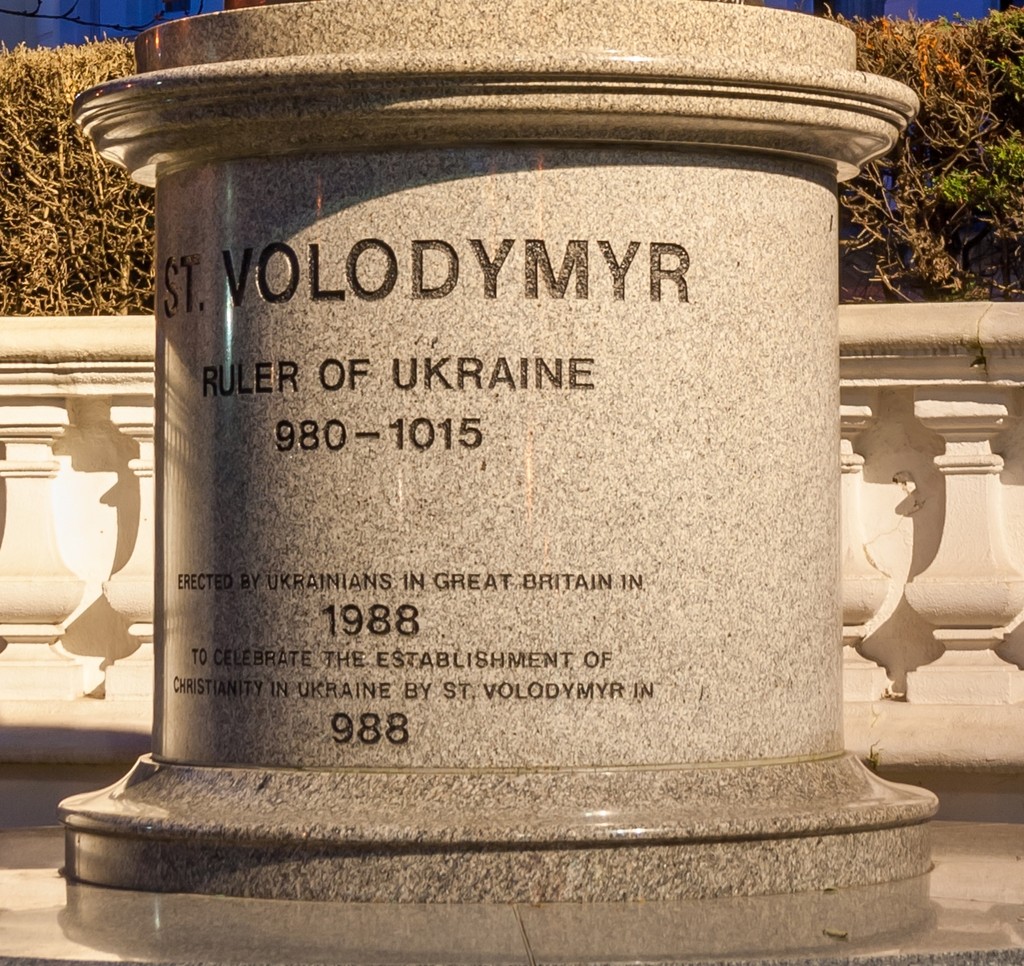 ST. VOLODYMYR
RULER OF UKRAINE
980–1015
ERECTED BY UKRAINIANS IN GREAT BRITAIN IN
1988
TO CELEBRATE THE ESTABLISHMENT OF
CHRISTIANITY IN UKRAINE BY ST. VOLODYMYR IN
988